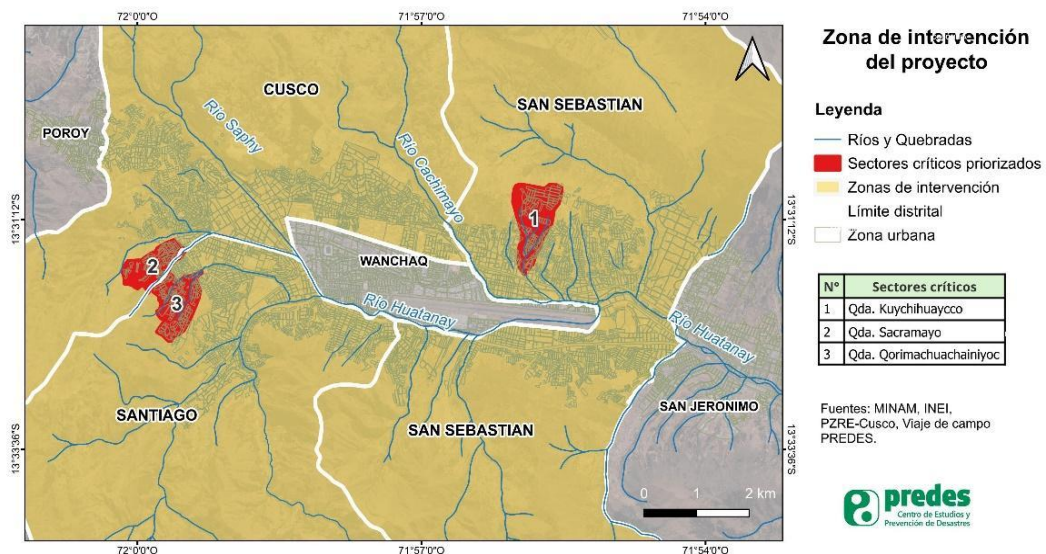 72°0'0"O
71°57'0"O
71°54'0"O
13°31'12"S
13°33'36"S
POROY
CUSCO
SAN SEBASTIAN
Río Saphy
Río Cachimayo
1
2
3
WANCHAQ
Río Huatanay
Río Huatanay
SANTIAGO
SAN SEBASTIAN
SAN JERONIMO
0 1 2 km
13°31'12"S
13°33'36"S
72°0'0"O
71°57'0"O
71°54'0"O
Zona de intervención
del proyecto
Leyenda
Ríos y Quebradas
Sectores críticos priorizados
Zonas de intervención
Límite distrital
Zona urbana
N° Sectores críticos
1 Qda. Kuychihuaycco
2 Qda. Sacramayo
3 Qda. Qorimachuachainiyoc
Fuentes: MINAM, INEI,
PZRE-Cusco, Viaje de campo
PREDES.
predes
Centro de Estudios y
Prevención de Desastres